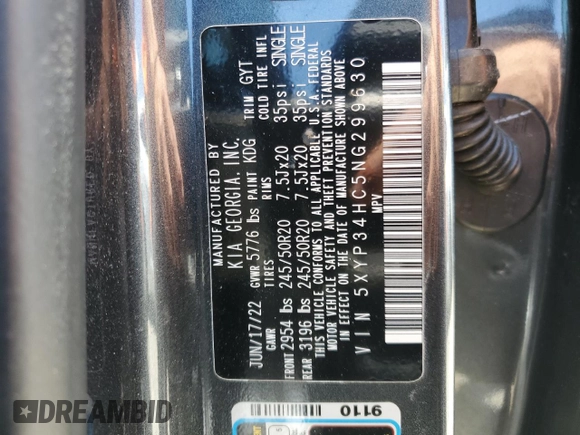 MANUFACTURED BY
KIA GEORGIA, INC.
JUN/17/22 GVWR 5776 lbs PAINT KDG TRIM GYT
GAWR TIRES RIMS COLD TIRE INFL
FRONT 2954 lbs 245/50R20 7.5Jx20 35psi SINGLE
REAR 3196 lbs 245/50R20 7.5Jx20 35psi SINGLE
THIS VEHICLE CONFORMS TO ALL APPLICABLE U.S.A. FEDERAL
MOTOR VEHICLE SAFETY AND THEFT PREVENTION STANDARDS
IN EFFECT ON THE DATE OF MANUFACTURE SHOWN ABOVE
VIN 5XYP34HC5NG299630
MPV
9110
DREAMBID